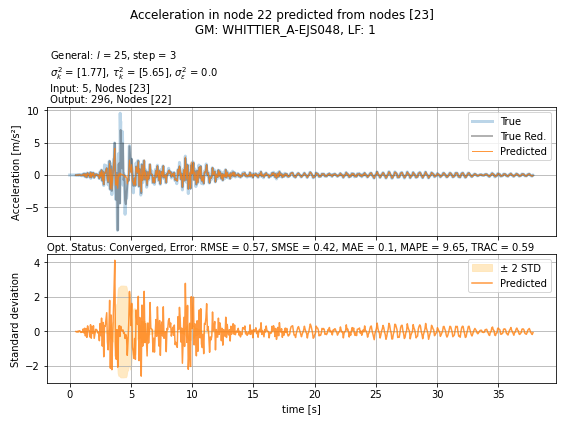 Acceleration in node 22 predicted from nodes [23]
GM: WHITTIER_A-EJS048, LF: 1
General: l = 25, step = 3
σ²ₖ = [1.77], τ²ₖ = [5.65], σ²ε = 0.0
Input: 5, Nodes [23]
Output: 296, Nodes [22]
10
5
0
−5
Acceleration [m/s²]
True
True Red.
Predicted
Opt. Status: Converged, Error: RMSE = 0.57, SMSE = 0.42, MAE = 0.1, MAPE = 9.65, TRAC = 0.59
4
2
0
−2
Standard deviation
± 2 STD
Predicted
0 5 10 15 20 25 30 35
time [s]